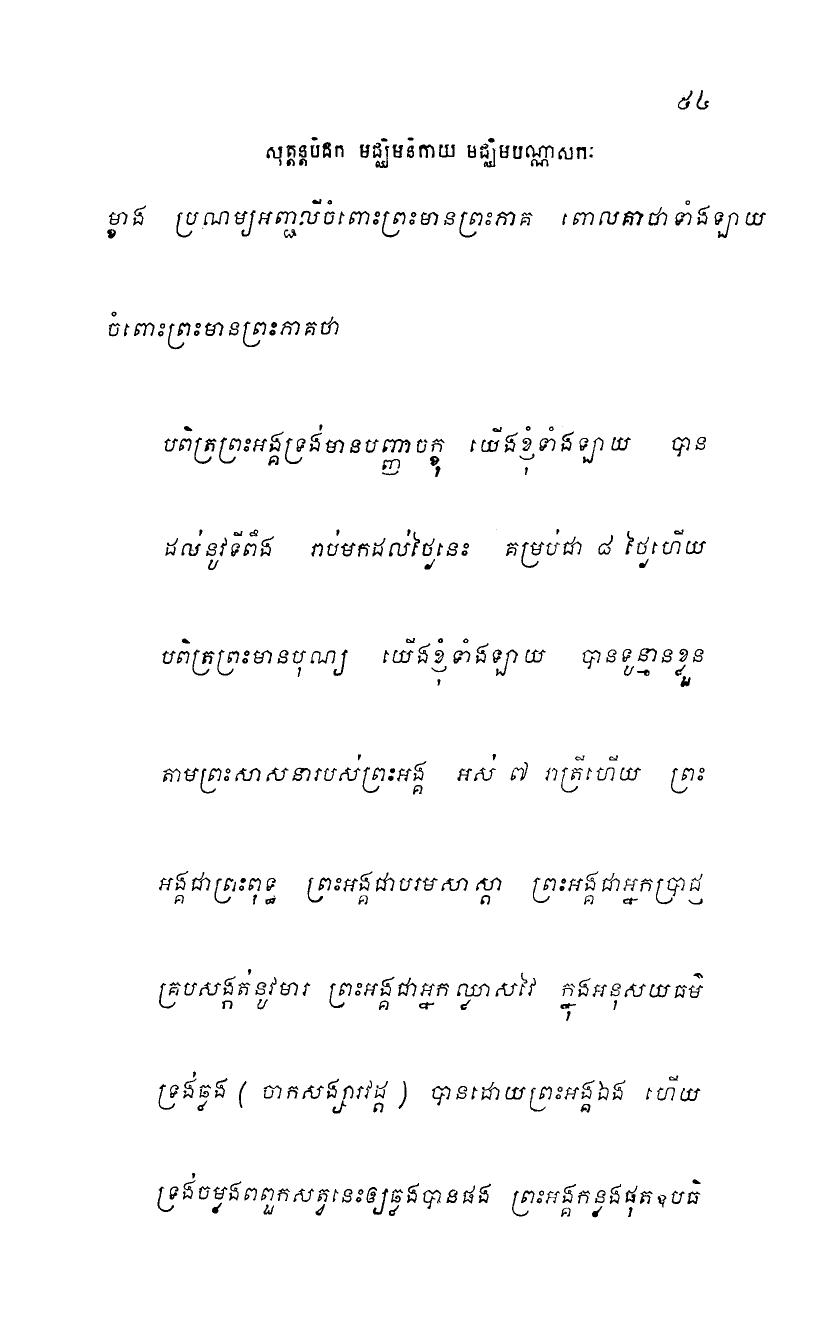 ៥៤
សុត្តន្តបិដក មជ្ឈិមនិកាយ មជ្ឈិមបណ្ណាសកៈ
ម្ខាង ប្រណម្យអញ្ជលីចំពោះព្រះមានព្រះភាគ ពោលគាថាទាំងឡាយ
ចំពោះព្រះមានព្រះភាគថា
បពិត្រព្រះអង្គទ្រង់មានបញ្ញាចក្ខុ យើងខ្ញុំទាំងឡាយ បាន
ដល់នូវទីពឹង រាប់មកដល់ថ្ងៃនេះ គម្រប់ជា ៨ ថ្ងៃហើយ
បពិត្រព្រះមានបុណ្យ យើងខ្ញុំទាំងឡាយ បានទូន្មានខ្លួន
តាមព្រះសាសនារបស់ព្រះអង្គ អស់ ៧ រាត្រីហើយ ព្រះ
អង្គជាព្រះពុទ្ធ ព្រះអង្គជាបរមសាស្តា ព្រះអង្គជាអ្នកប្រាជ្ញ
គ្របសង្កត់នូវមារ ព្រះអង្គជាអ្នកឈ្លាសវៃ ក្នុងអនុសយធម៌
ទ្រង់ឆ្លង ( ចាកសង្សារវដ្ត ) បានដោយព្រះអង្គឯង ហើយ
ទ្រង់ចម្លងពពួកសត្វនេះឲ្យឆ្លងបានផង ព្រះអង្គកន្លងផុតឧបធិ